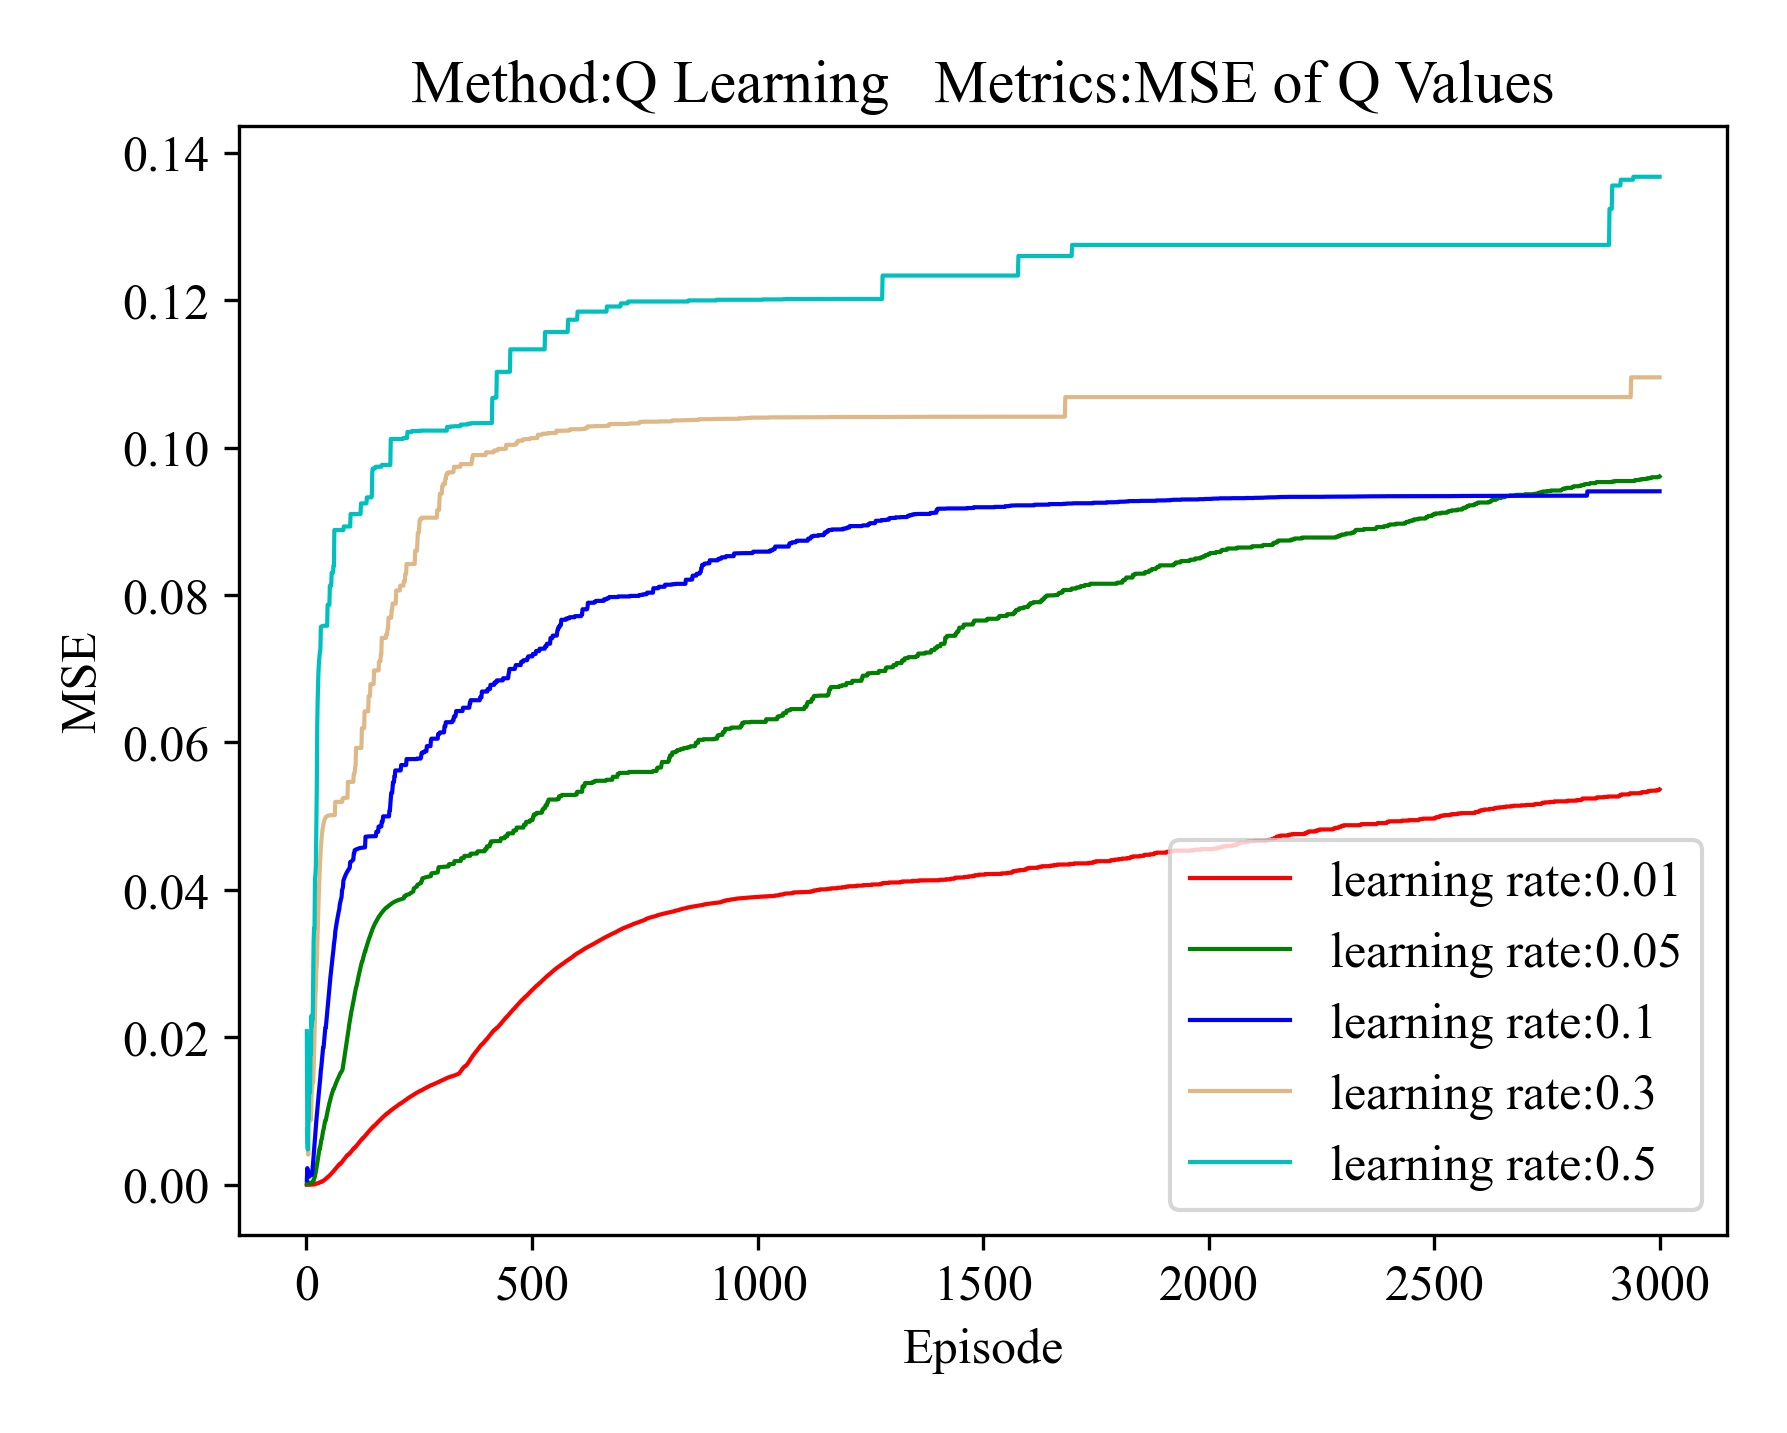 Method:Q Learning   Metrics:MSE of Q Values
0.14
0.12
0.10
0.08
0.06
0.04
0.02
0.00
MSE
learning rate:0.01
learning rate:0.05
learning rate:0.1
learning rate:0.3
learning rate:0.5
0 500 1000 1500 2000 2500 3000
Episode